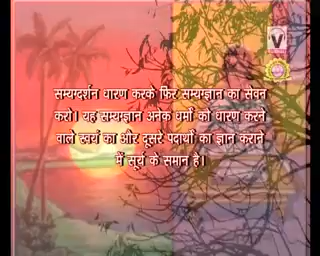 सम्यग्दर्शन धारण करके फिर सम्यग्ज्ञान का सेवन
करो। यह सम्यग्ज्ञान अनेक धर्मों को धारण करने
वाले स्वयं का और दूसरे पदार्थों का ज्ञान कराने
में सूर्य के समान है।
V